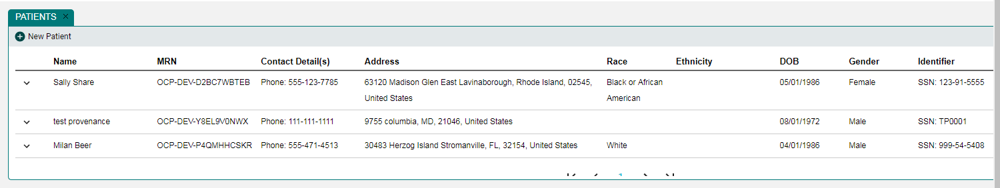 PATIENTS ×
New Patient
Name MRN Contact Detail(s) Address Race Ethnicity DOB Gender Identifier
Sally Share OCP-DEV-D2BC7WBTEB Phone: 555-123-7785 63120 Madison Glen East Lavinaborough, Rhode Island, 02545, Black or African 05/01/1986 Female SSN: 123-91-5555
United States American
test provenance OCP-DEV-Y8EL9V0NWX Phone: 111-111-1111 9755 columbia, MD, 21046, United States 08/01/1972 Male SSN: TP0001
Milan Beer OCP-DEV-P4QMHHCSKR Phone: 555-471-4513 30483 Herzog Island Stromanville, FL, 32154, United States White 04/01/1986 Male SSN: 999-54-5408
1